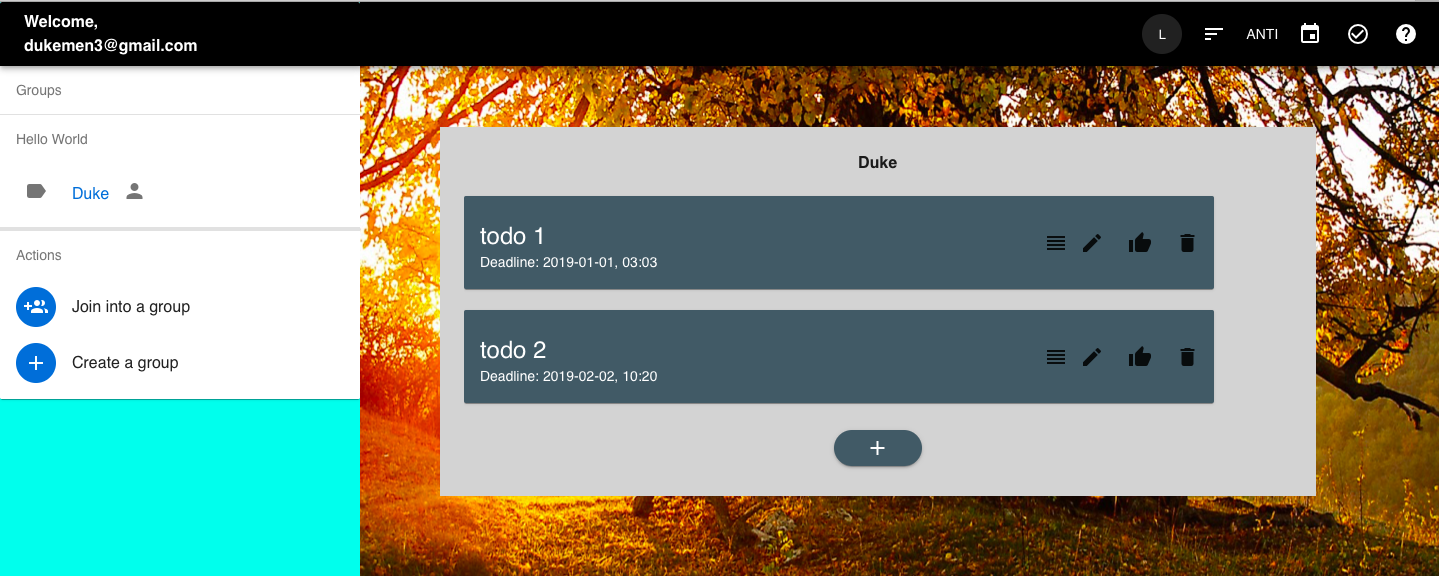 Welcome,
dukemen3@gmail.com
L
ANTI
Groups
Hello World
Duke
Actions
Join into a group
Create a group
Duke
todo 1
Deadline: 2019-01-01, 03:03
todo 2
Deadline: 2019-02-02, 10:20